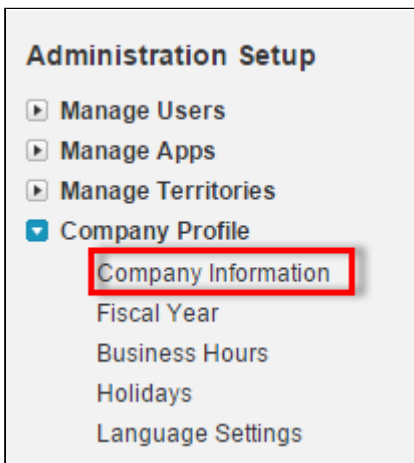 Administration Setup
Manage Users
Manage Apps
Manage Territories
Company Profile
Company Information
Fiscal Year
Business Hours
Holidays
Language Settings